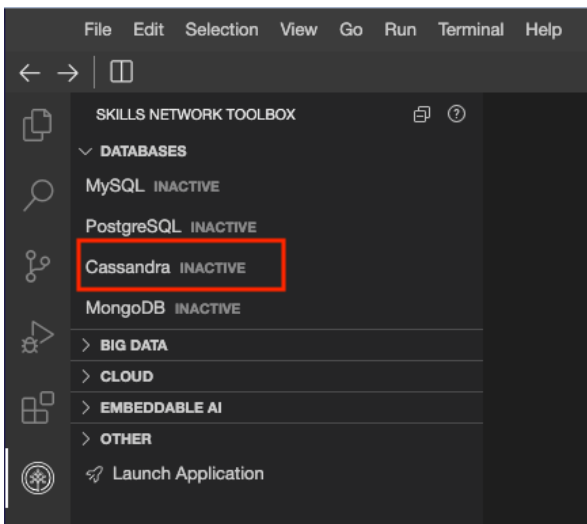 File Edit Selection View Go Run Terminal Help
SKILLS NETWORK TOOLBOX
DATABASES
MySQL INACTIVE
PostgreSQL INACTIVE
Cassandra INACTIVE
MongoDB INACTIVE
BIG DATA
CLOUD
EMBEDDABLE AI
OTHER
Launch Application